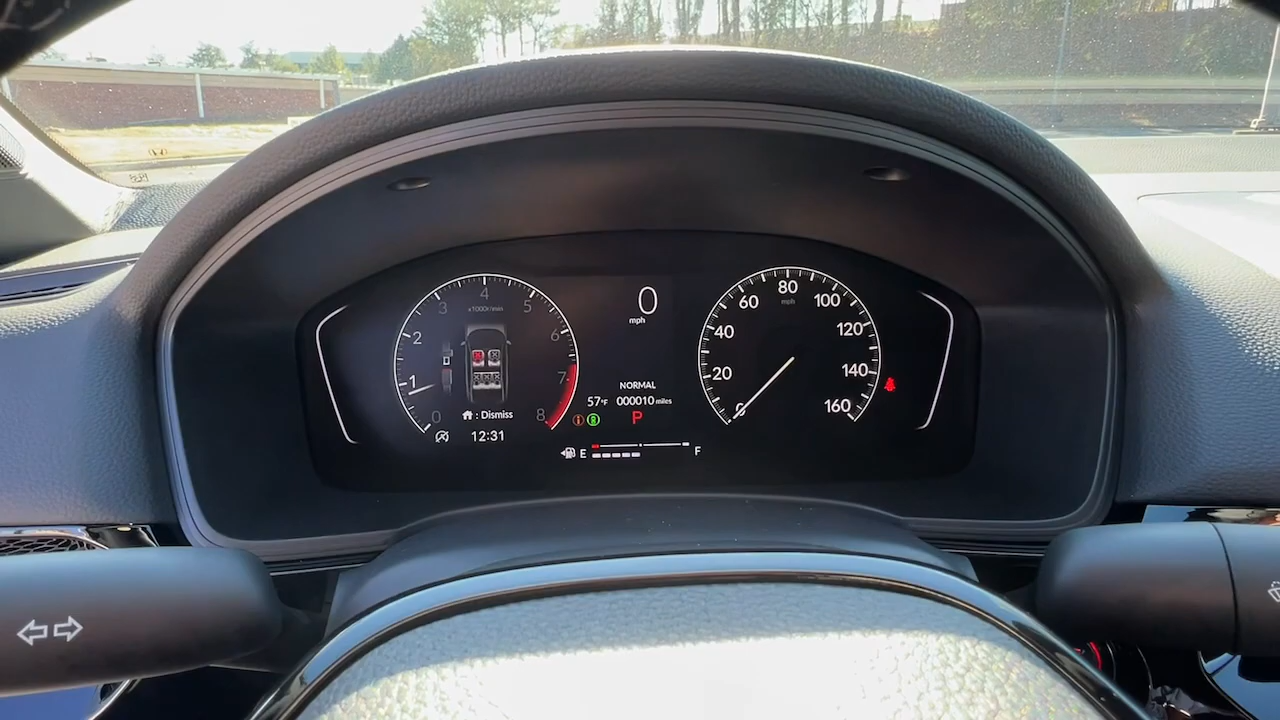 0 1 2 3 4 5 6 7 8
x1000r/min
: Dismiss
12:31
0
mph
NORMAL
57°F
000010 miles
P
E
F
0 20 40 60 80 100 120 140 160
mph